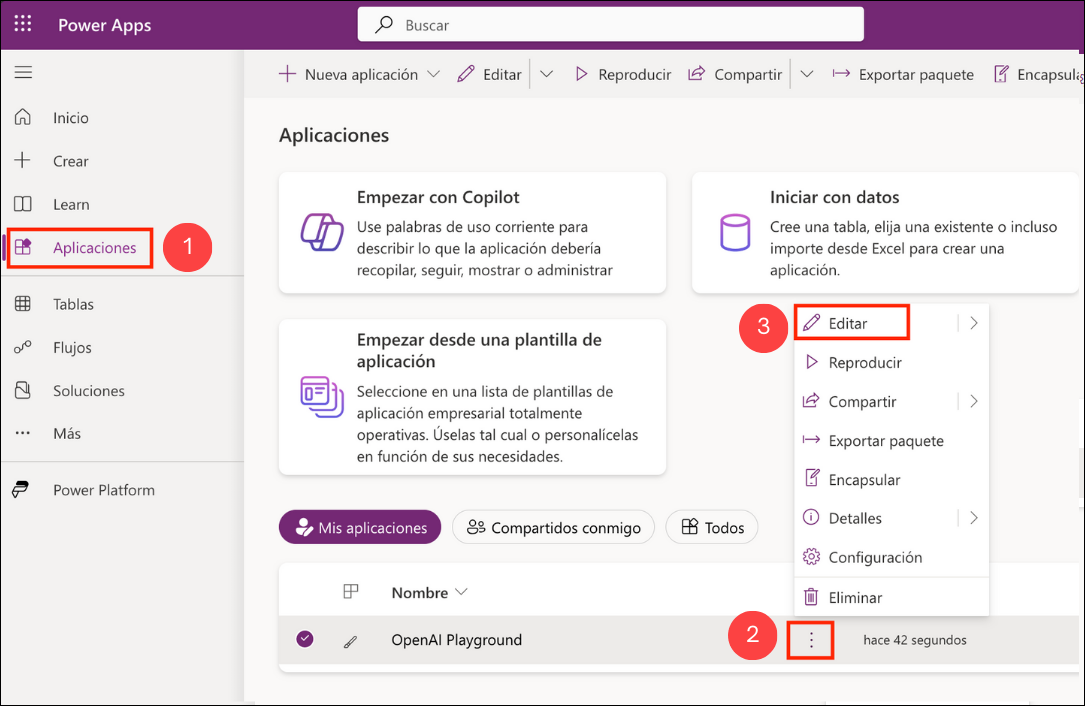 Power Apps
Buscar
Nueva aplicación
Editar
Reproducir
Compartir
Exportar paquete
Encapsula
Inicio
Crear
Learn
Aplicaciones
1
Tablas
Flujos
Soluciones
Más
Power Platform
Aplicaciones
Empezar con Copilot
Use palabras de uso corriente para
describir lo que la aplicación debería
recopilar, seguir, mostrar o administrar
Iniciar con datos
Cree una tabla, elija una existente o incluso
importe desde Excel para crear una
aplicación.
Empezar desde una plantilla de
aplicación
Seleccione en una lista de plantillas de
aplicación empresarial totalmente
operativas. Úselas tal cual o personalícelas
en función de sus necesidades.
3
Editar
Reproducir
Compartir
Exportar paquete
Encapsular
Detalles
Configuración
Eliminar
Mis aplicaciones
Compartidos conmigo
Todos
Nombre
OpenAI Playground
2
hace 42 segundos